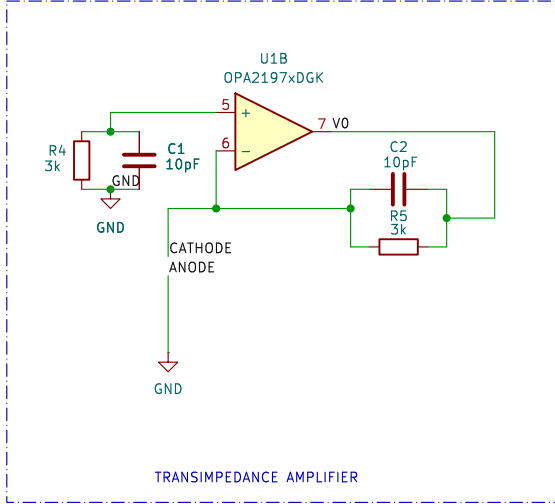 U1B
OPA2197xDGK
5
+
7
VO
6
−
R4
3k
C1
10pF
GND
GND
C2
10pF
R5
3k
CATHODE
ANODE
GND
TRANSIMPEDANCE AMPLIFIER